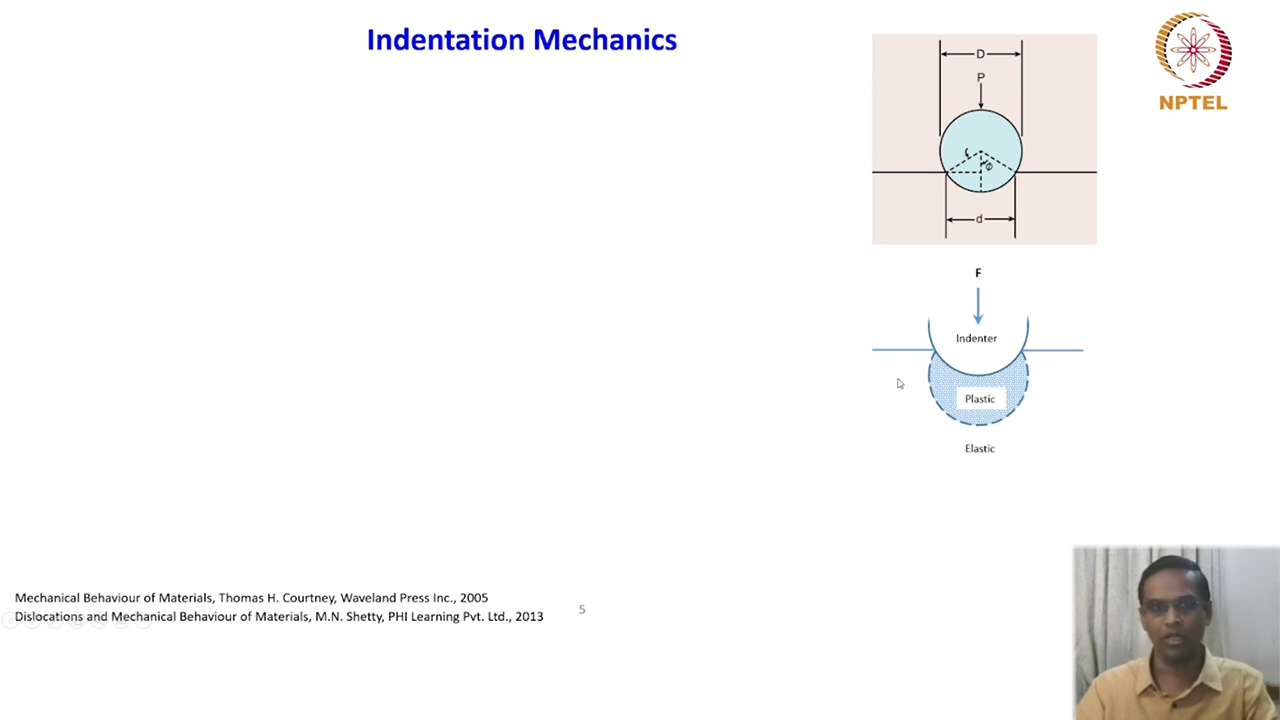 Indentation Mechanics
NPTEL
D
P
Φ
d
F
Indenter
Plastic
Elastic
Mechanical Behaviour of Materials, Thomas H. Courtney, Waveland Press Inc., 2005
Dislocations and Mechanical Behaviour of Materials, M.N. Shetty, PHI Learning Pvt. Ltd., 2013
5